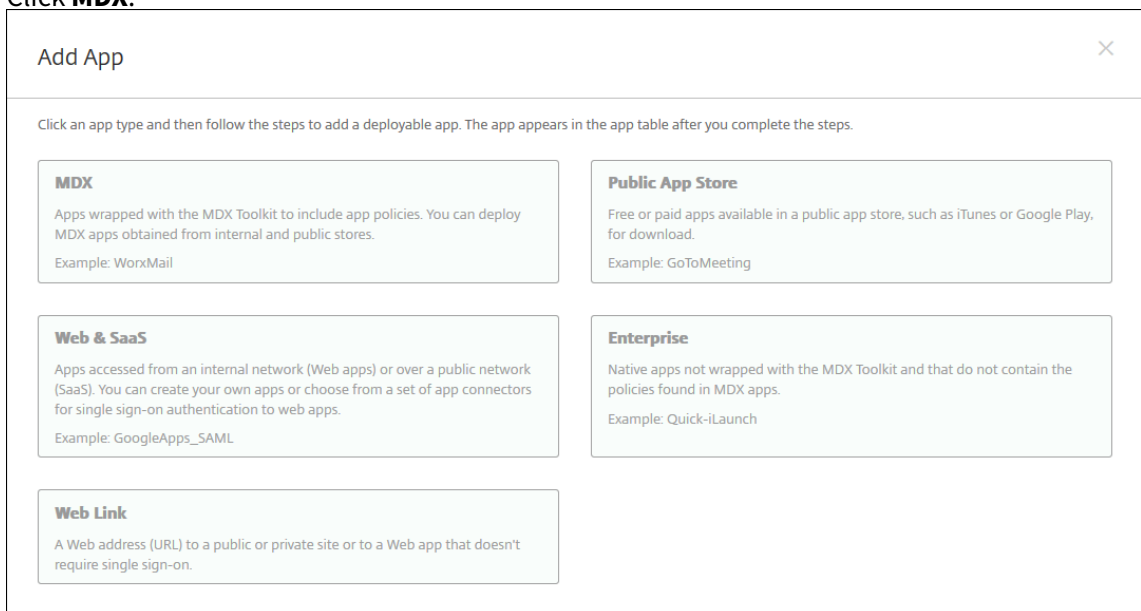 Click MDX.
Add App
Click an app type and then follow the steps to add a deployable app. The app appears in the app table after you complete the steps.
MDX
Apps wrapped with the MDX Toolkit to include app policies. You can deploy
MDX apps obtained from internal and public stores.
Example: WorxMail
Public App Store
Free or paid apps available in a public app store, such as iTunes or Google Play,
for download.
Example: GoToMeeting
Web & SaaS
Apps accessed from an internal network (Web apps) or over a public network
(SaaS). You can create your own apps or choose from a set of app connectors
for single sign-on authentication to web apps.
Example: GoogleApps_SAML
Enterprise
Native apps not wrapped with the MDX Toolkit and that do not contain the
policies found in MDX apps.
Example: Quick-iLaunch
Web Link
A Web address (URL) to a public or private site or to a Web app that doesn't
require single sign-on.